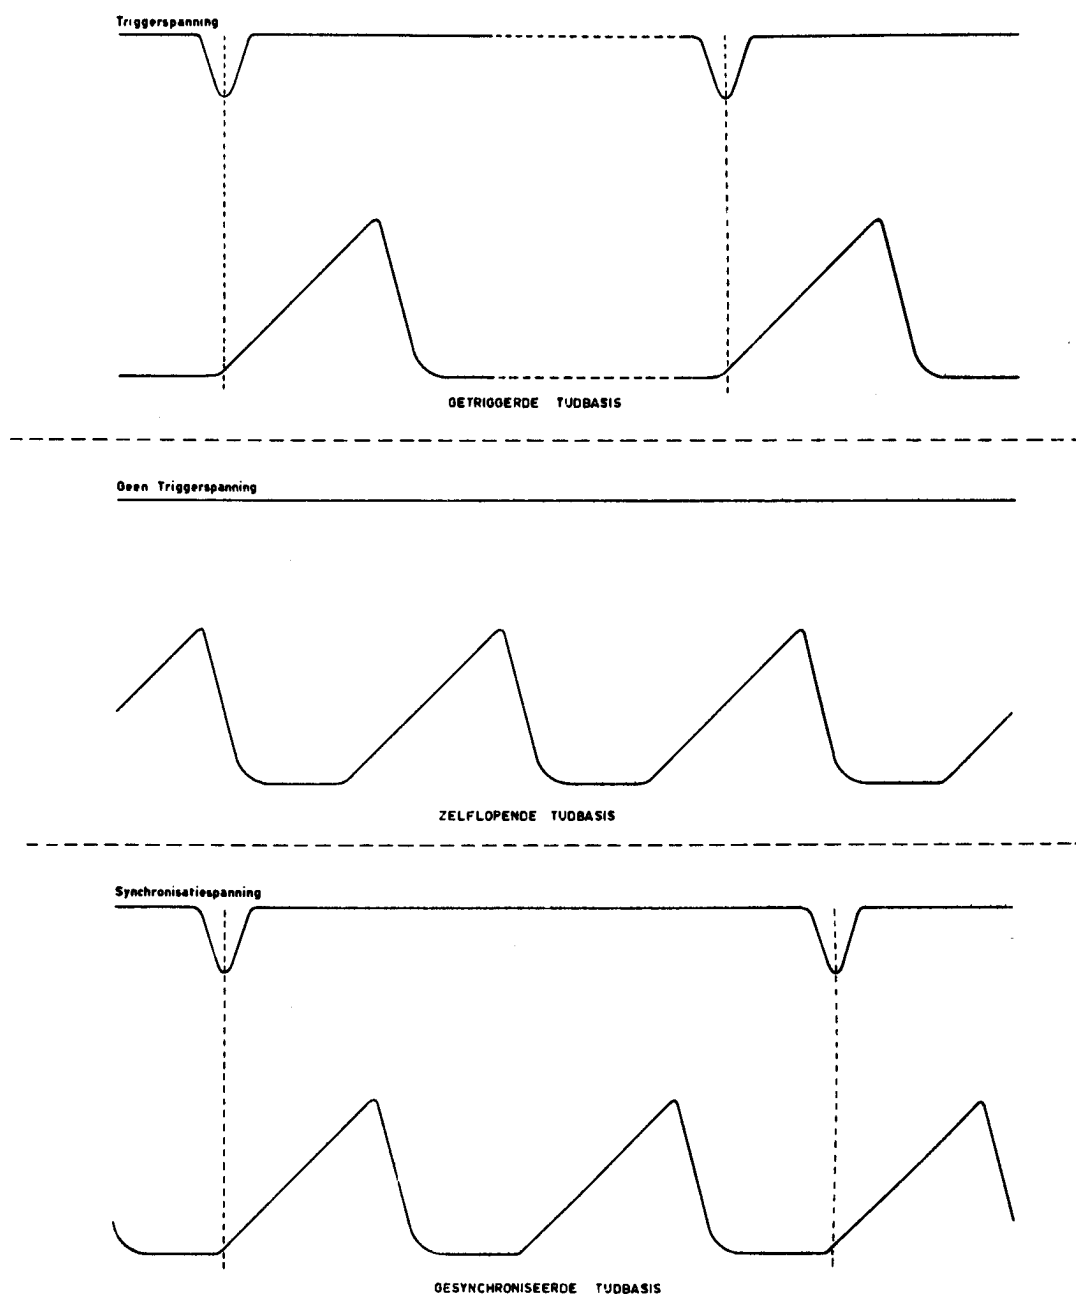 Triggerspanning
GETRIGGERDE TIJDBASIS
Geen Triggerspanning
ZELFLOPENDE TIJDBASIS
Synchronisatiespanning
GESYNCHRONISEERDE TIJDBASIS